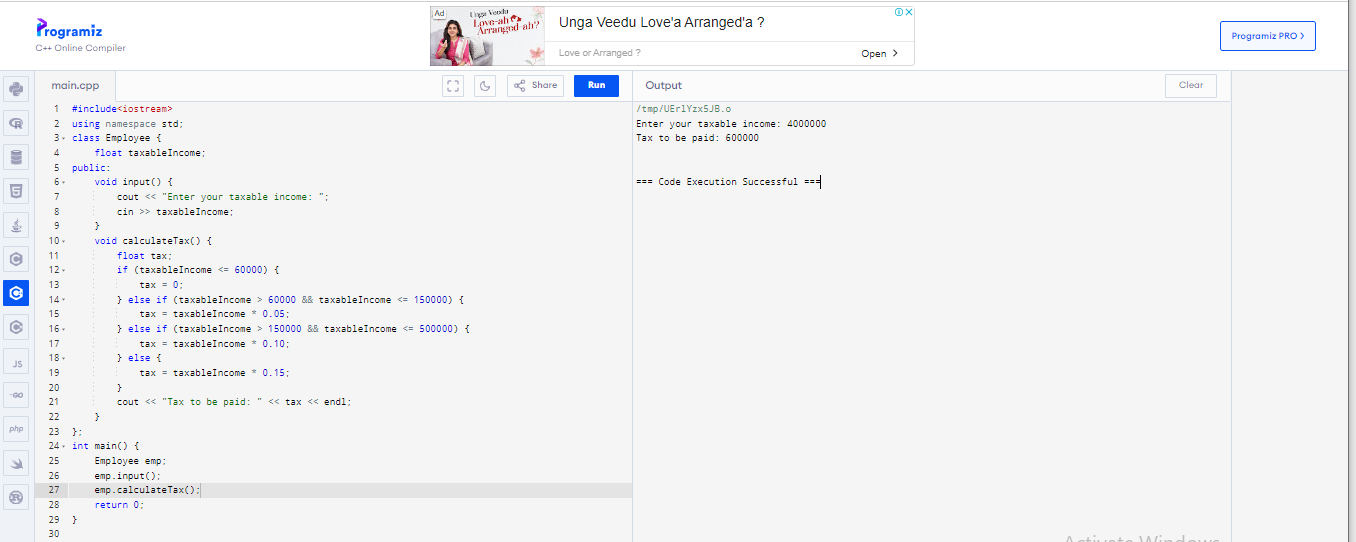 Programiz
C++ Online Compiler
Ad
Unga Veedu
Love-ah
Arranged-ah?
Unga Veedu Love'a Arranged'a ?
Love or Arranged ?
Open >
Programiz PRO >
main.cpp
Share
Run
Output
Clear
1 #include<iostream>
2 using namespace std;
3 class Employee {
4 float taxableIncome;
5 public:
6 void input() {
7 cout << "Enter your taxable income: ";
8 cin >> taxableIncome;
9 }
10 void calculateTax() {
11 float tax;
12 if (taxableIncome <= 60000) {
13 tax = 0;
14 } else if (taxableIncome > 60000 && taxableIncome <= 150000) {
15 tax = taxableIncome * 0.05;
16 } else if (taxableIncome > 150000 && taxableIncome <= 500000) {
17 tax = taxableIncome * 0.10;
18 } else {
19 tax = taxableIncome * 0.15;
20 }
21 cout << "Tax to be paid: " << tax << endl;
22 }
23 };
24 int main() {
25 Employee emp;
26 emp.input();
27 emp.calculateTax();
28 return 0;
29 }
30
/tmp/UErlYzx5JB.o
Enter your taxable income: 4000000
Tax to be paid: 600000
=== Code Execution Successful ===
JS
GO
php
Activate Windows